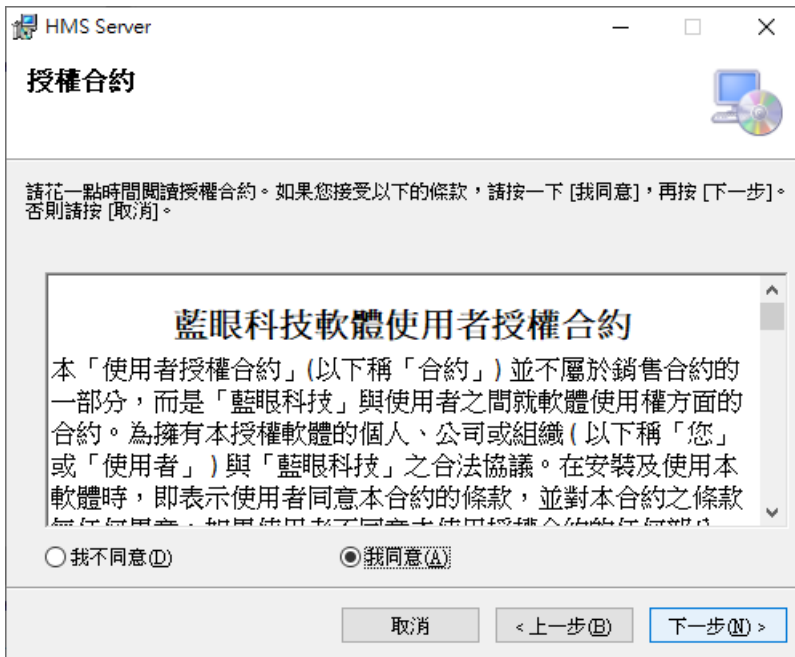 HMS Server
授權合約
請花一點時間閱讀授權合約。如果您接受以下的條款，請按一下 [我同意]，再按 [下一步]。
否則請按 [取消]。
藍眼科技軟體使用者授權合約
本「使用者授權合約」(以下稱「合約」) 並不屬於銷售合約的
一部分，而是「藍眼科技」與使用者之間就軟體使用權方面的
合約。為擁有本授權軟體的個人、公司或組織 ( 以下稱「您」
或「使用者」 ) 與「藍眼科技」之合法協議。在安裝及使用本
軟體時，即表示使用者同意本合約的條款，並對本合約之條款
我不同意(D)
我同意(A)
取消
< 上一步(B)
下一步(N) >